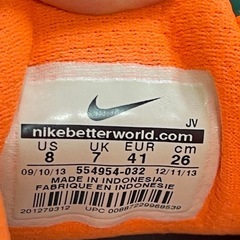 JV
nikebetterworld.com
US UK EUR cm
8 7 41 26
09/10/13 554954-032 12/11/13
MADE IN INDONESIA
FABRIQUE EN INDONESIE
201279312 UPC 00887229969539